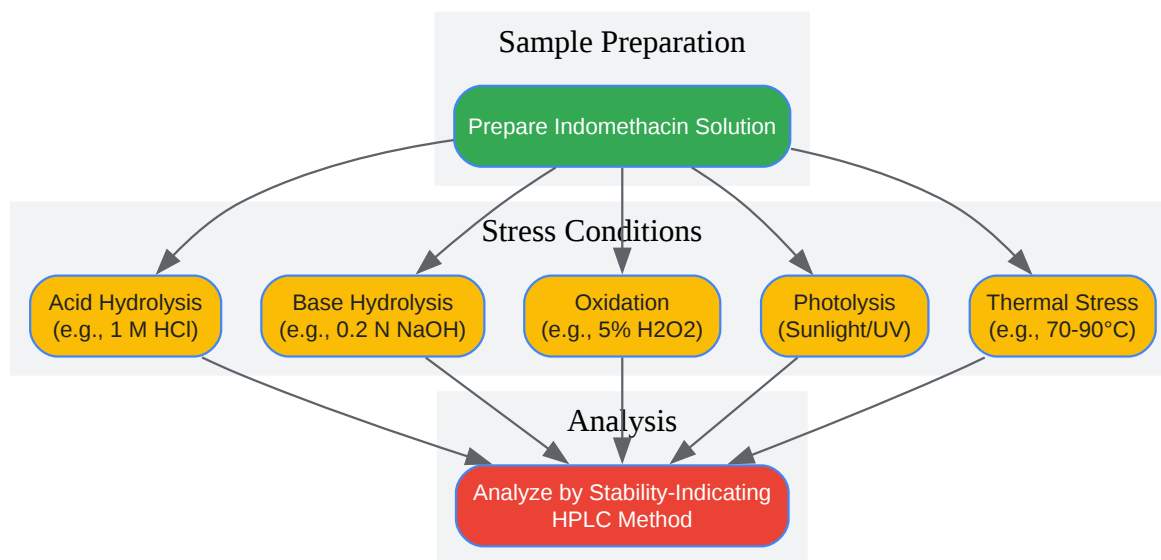 Sample Preparation
Prepare Indomethacin Solution
Stress Conditions
Acid Hydrolysis
(e.g., 1 M HCl)
Base Hydrolysis
(e.g., 0.2 N NaOH)
Oxidation
(e.g., 5% H2O2)
Photolysis
(Sunlight/UV)
Thermal Stress
(e.g., 70-90°C)
Analysis
Analyze by Stability-Indicating
HPLC Method